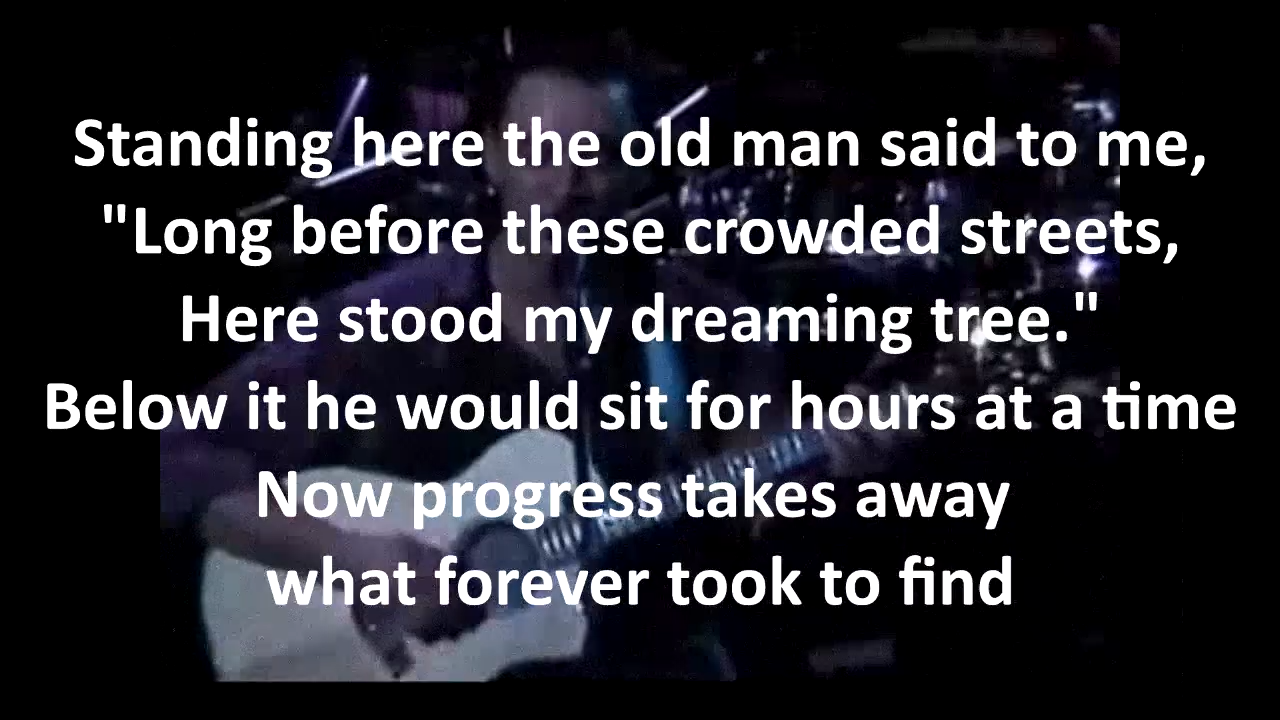 Standing here the old man said to me,
"Long before these crowded streets,
Here stood my dreaming tree."
Below it he would sit for hours at a time
Now progress takes away
what forever took to find